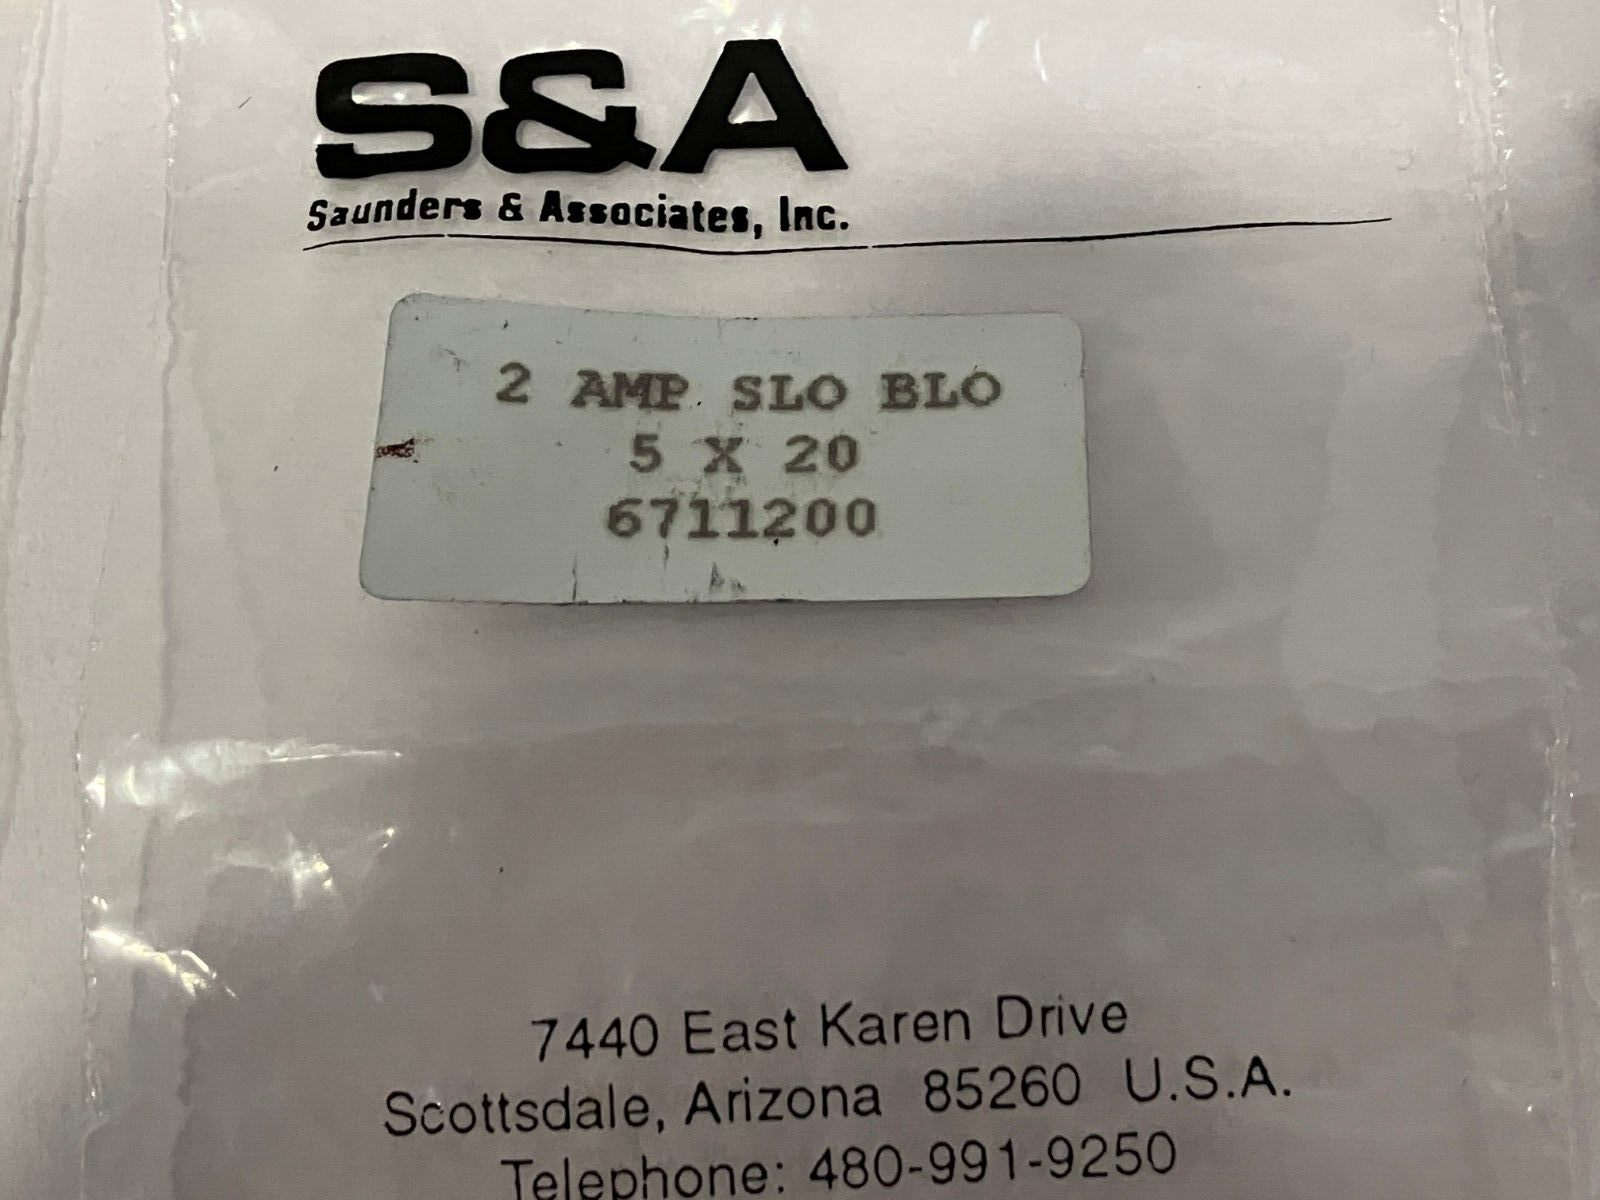 S&A
Saunders & Associates, Inc.
2 AMP SLO BLO
5 X 20
6711200
7440 East Karen Drive
Scottsdale, Arizona 85260 U.S.A.
Telephone: 480-991-9250